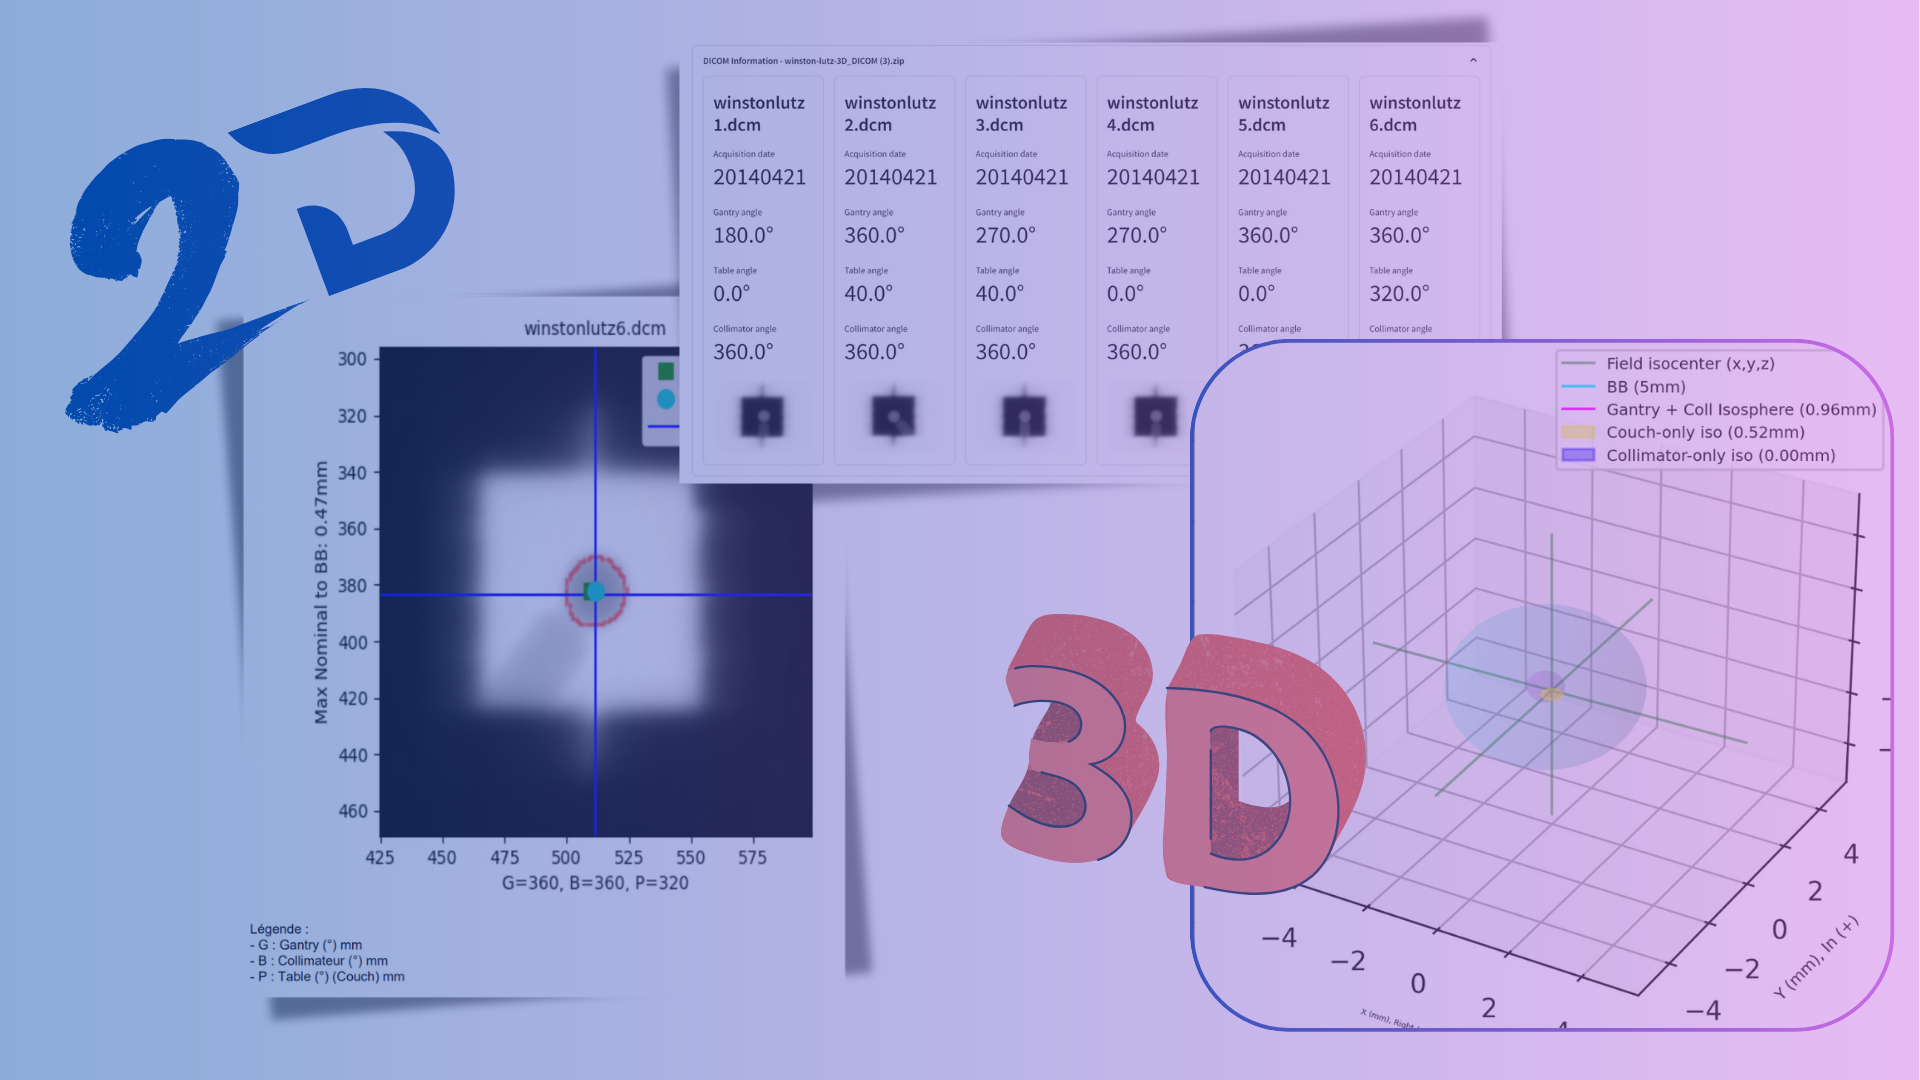 2D
DICOM Information - winston-lutz-3D_DICOM (3).zip
winstonlutz
1.dcm
Acquisition date
20140421
Gantry angle
180.0°
Table angle
0.0°
Collimator angle
360.0°
winstonlutz
2.dcm
Acquisition date
20140421
Gantry angle
360.0°
Table angle
40.0°
Collimator angle
360.0°
winstonlutz
3.dcm
Acquisition date
20140421
Gantry angle
270.0°
Table angle
40.0°
Collimator angle
360.0°
winstonlutz
4.dcm
Acquisition date
20140421
Gantry angle
270.0°
Table angle
0.0°
Collimator angle
360.0°
winstonlutz
5.dcm
Acquisition date
20140421
Gantry angle
360.0°
Table angle
0.0°
Collimator angle
winstonlutz
6.dcm
Acquisition date
20140421
Gantry angle
360.0°
Table angle
320.0°
Collimator angle
winstonlutz6.dcm
Max Nominal to BB: 0.47mm
300
320
340
360
380
400
420
440
460
425 450 475 500 525 550 575
G=360, B=360, P=320
Légende :
- G : Gantry (°) mm
- B : Collimateur (°) mm
- P : Table (°) (Couch) mm
3D
Field isocenter (x,y,z)
BB (5mm)
Gantry + Coll Isosphere (0.96mm)
Couch-only iso (0.52mm)
Collimator-only iso (0.00mm)
−4
−2
0
2
X (mm), Right
4
2
0
−2
−4
Y (mm), In (+)